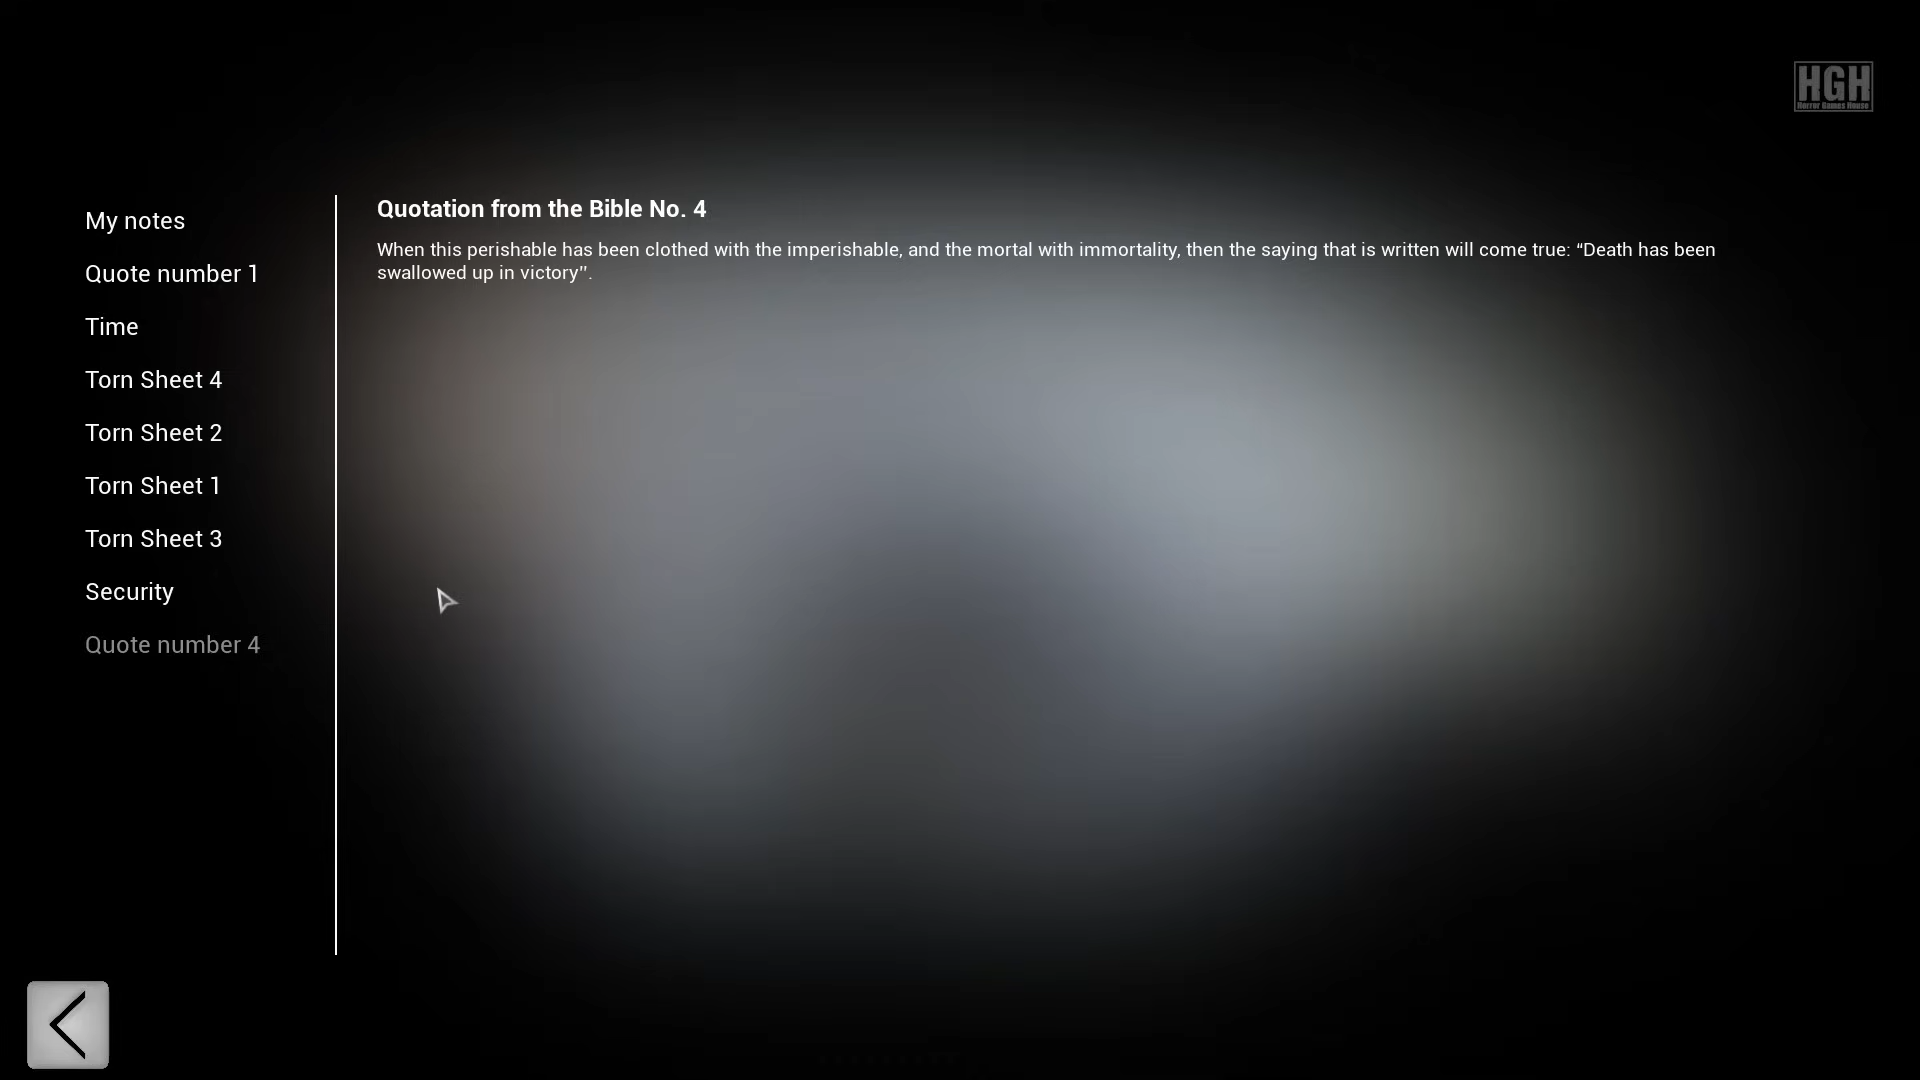 HGH
Horror Games House
My notes
Quote number 1
Time
Torn Sheet 4
Torn Sheet 2
Torn Sheet 1
Torn Sheet 3
Security
Quote number 4
Quotation from the Bible No. 4
When this perishable has been clothed with the imperishable, and the mortal with immortality, then the saying that is written will come true: “Death has been
swallowed up in victory”.